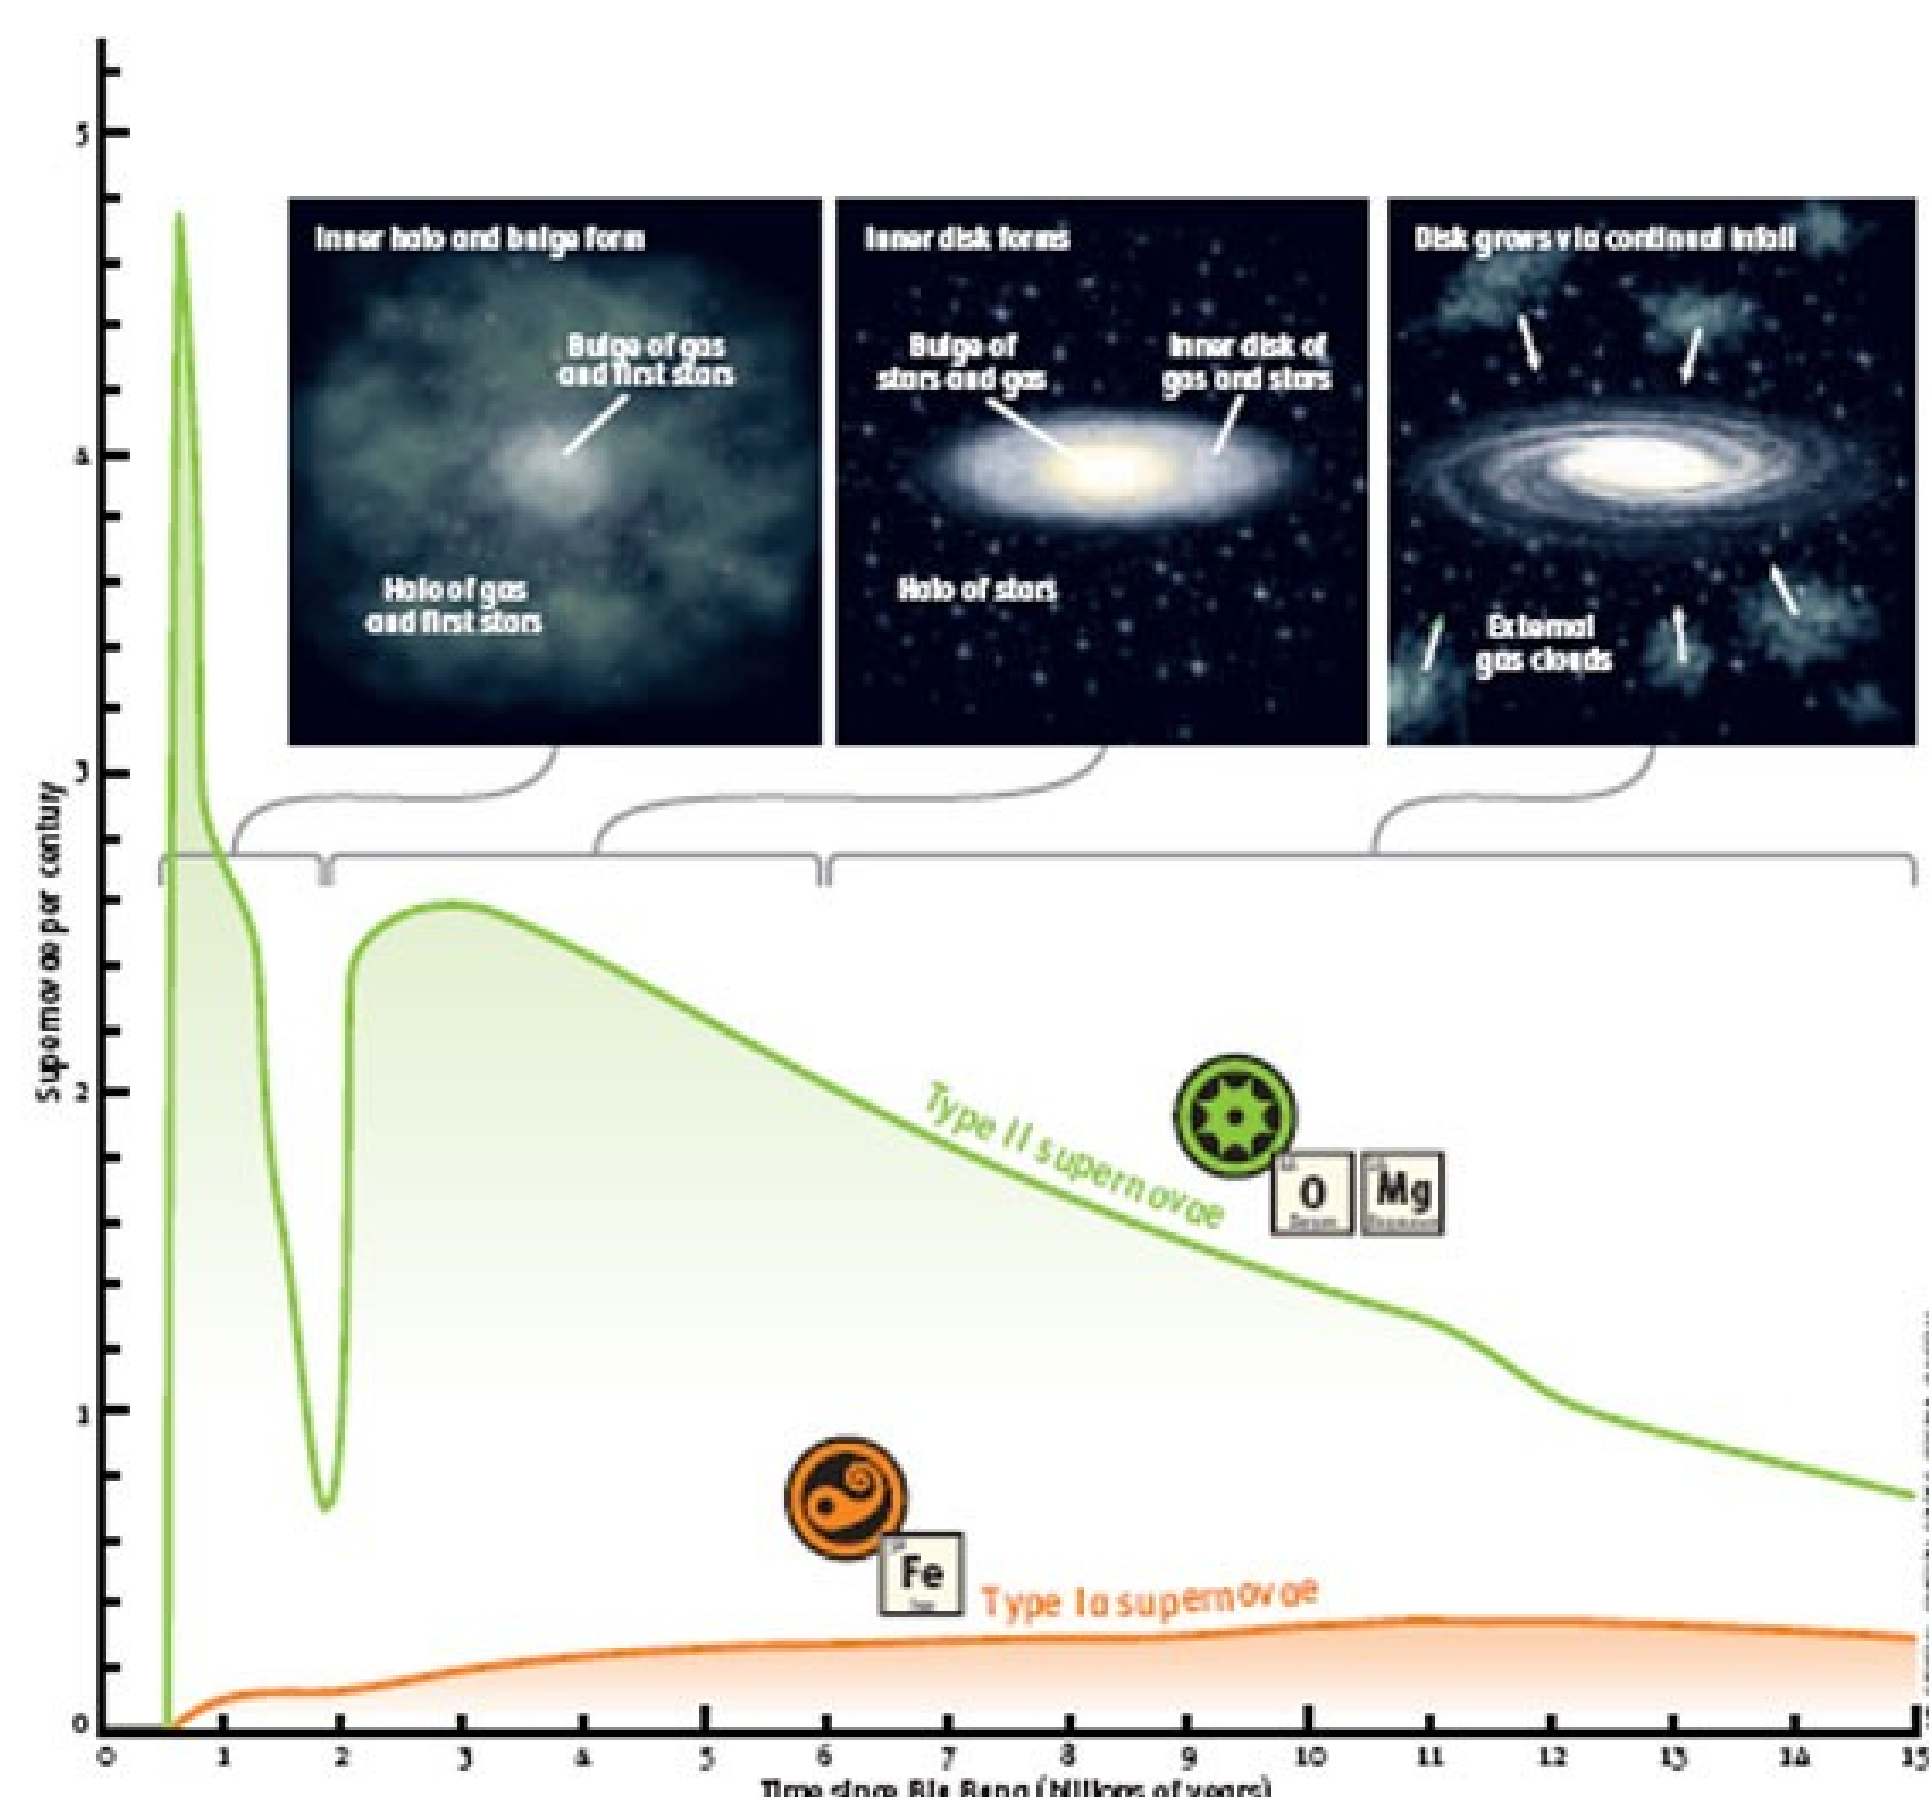 5
4
3
2
1
0
Supernovae per century
Inner halo and bulge form
Bulge of gas
and first stars
Halo of gas
and first stars
Inner disk forms
Bulge of
stars and gas
Inner disk of
gas and stars
Halo of stars
Disk grows via continual infall
External
gas clouds
Type II supernovae
O
Mg
Fe
Type Ia supernovae
0 1 2 3 4 5 6 7 8 9 10 11 12 13 14 15
Time since Big Bang (billions of years)